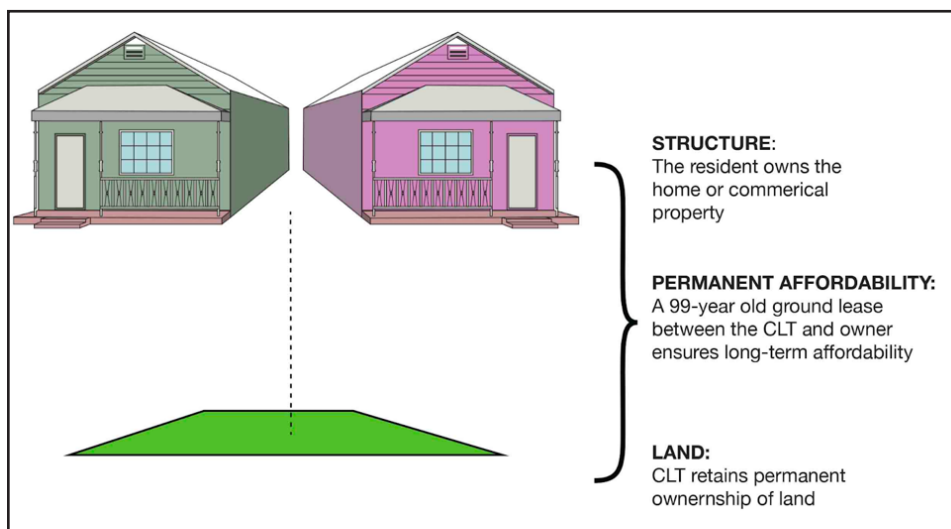 STRUCTURE:
The resident owns the
home or commerical
property
PERMANENT AFFORDABILITY:
A 99-year old ground lease
between the CLT and owner
ensures long-term affordability
LAND:
CLT retains permanent
ownernship of land